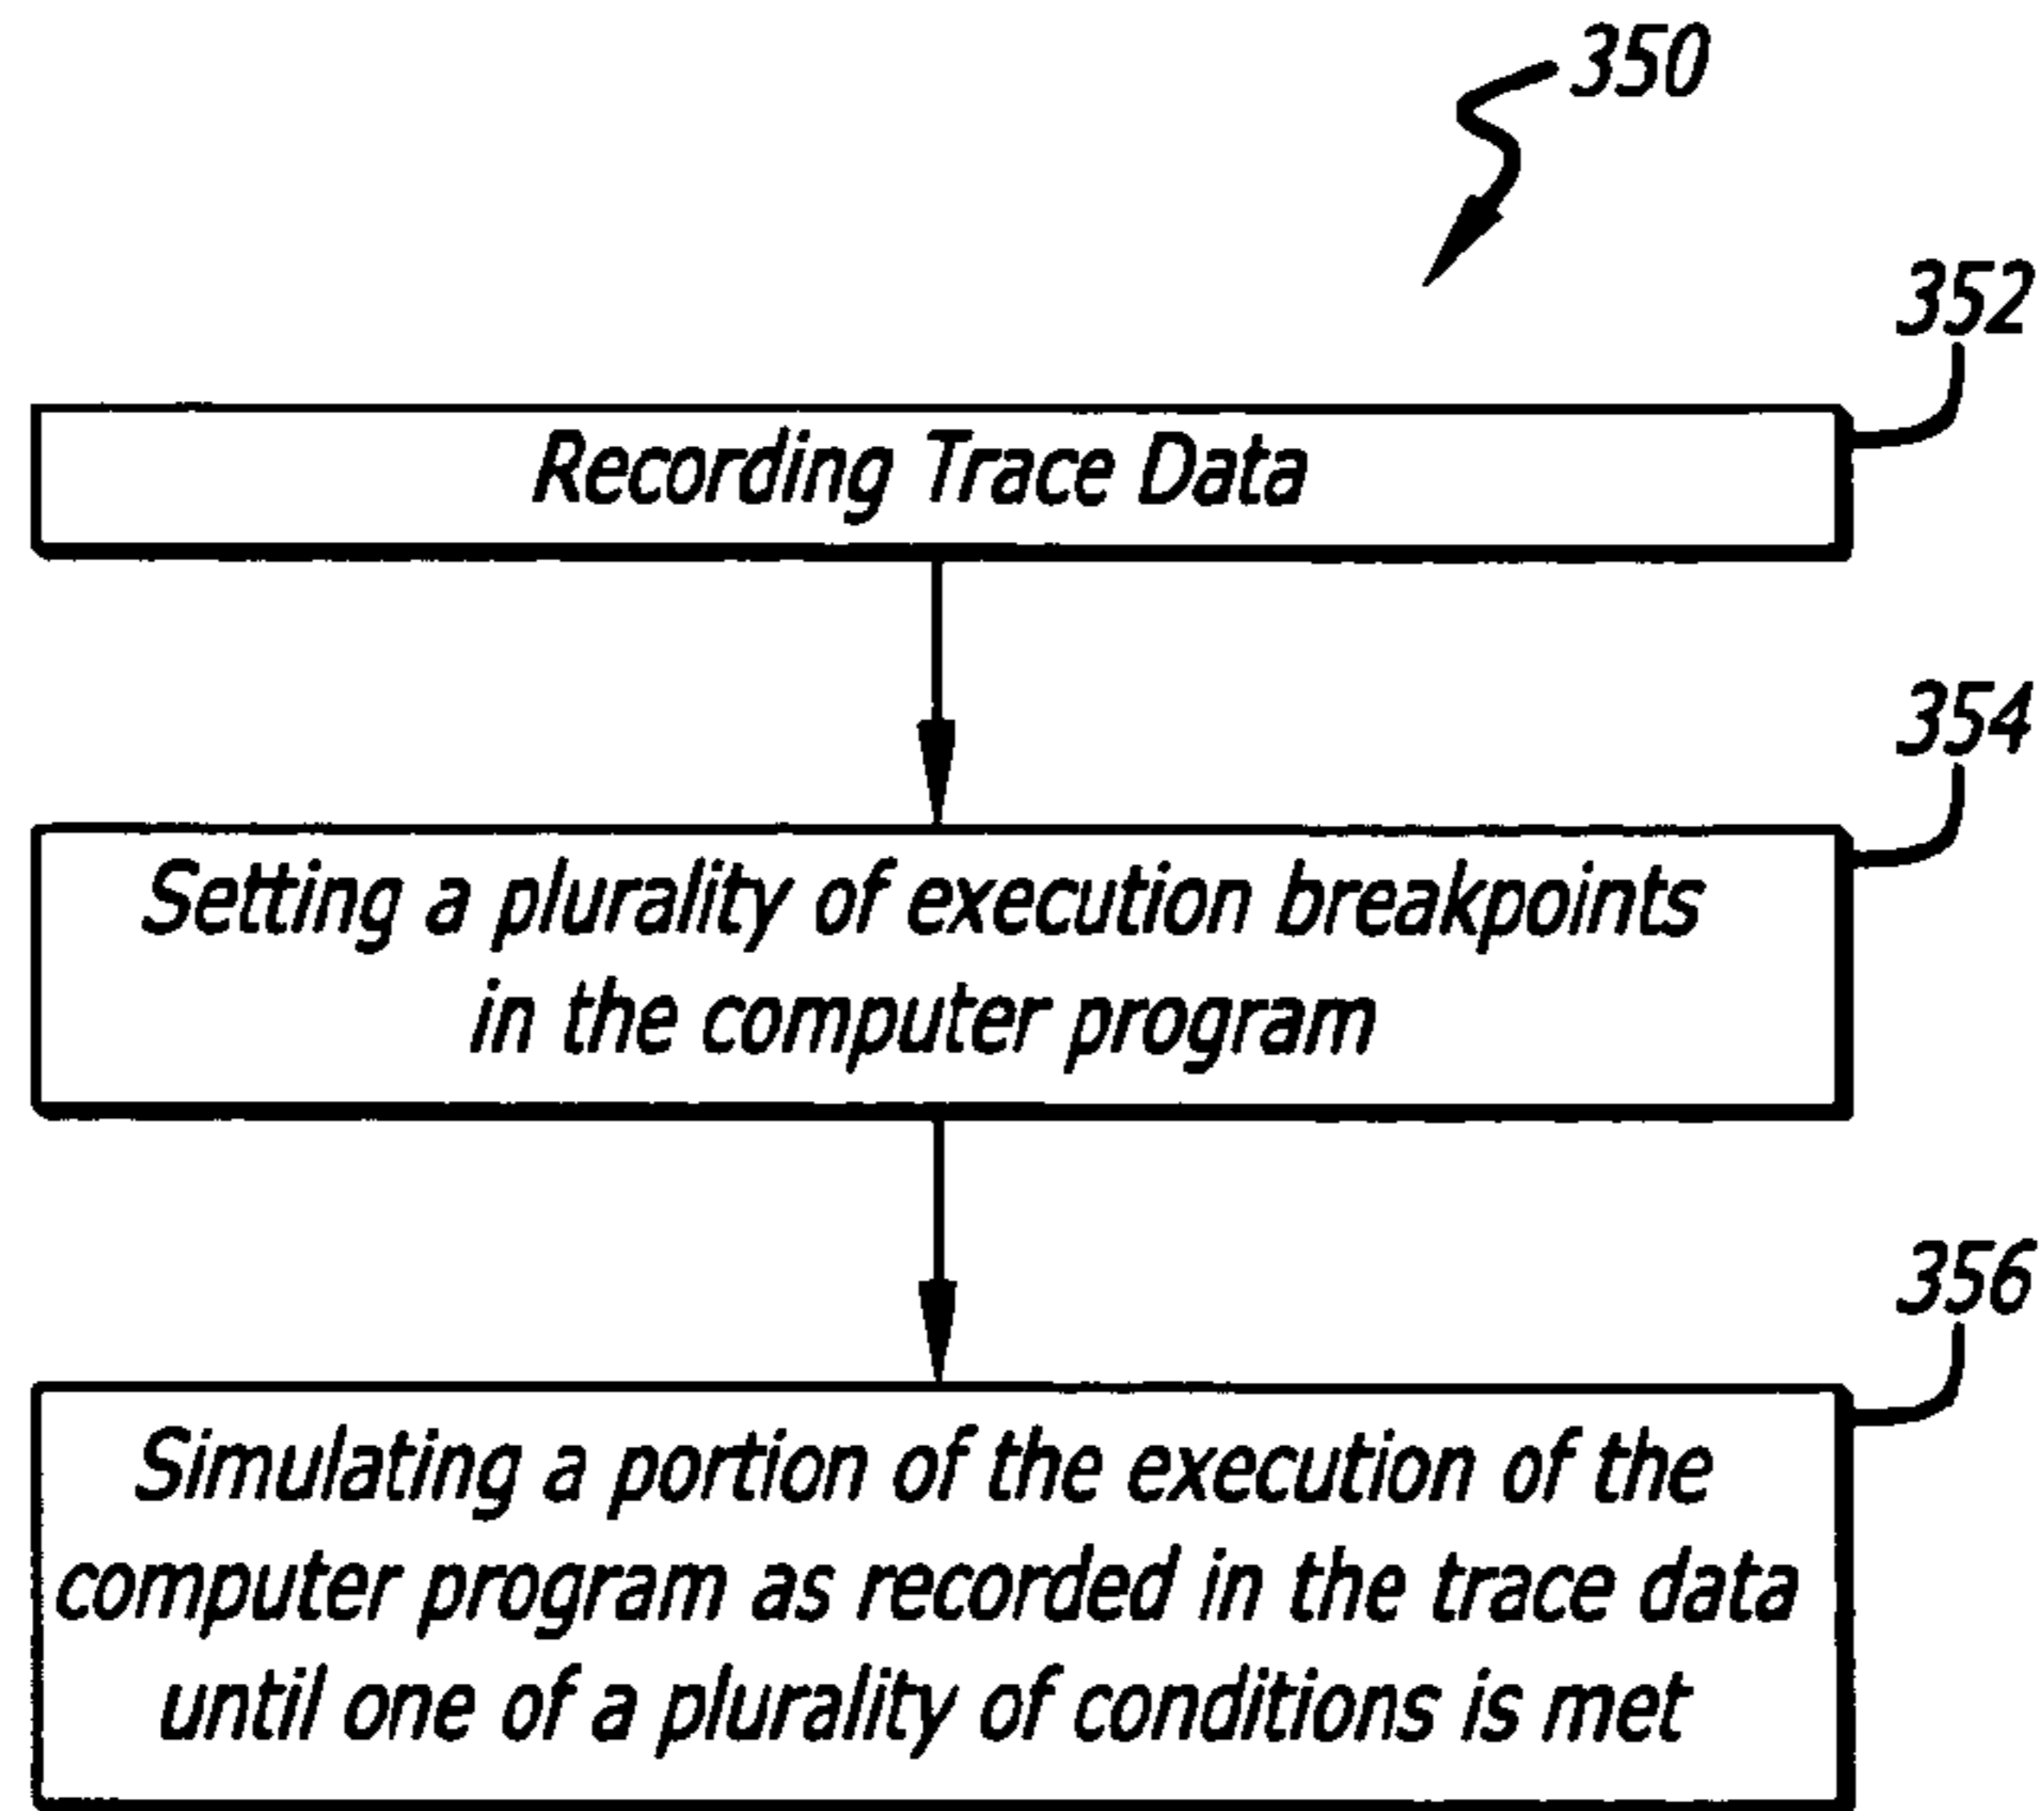 350
352
Recording Trace Data
354
Setting a plurality of execution breakpoints
in the computer program
356
Simulating a portion of the execution of the
computer program as recorded in the trace data
until one of a plurality of conditions is met